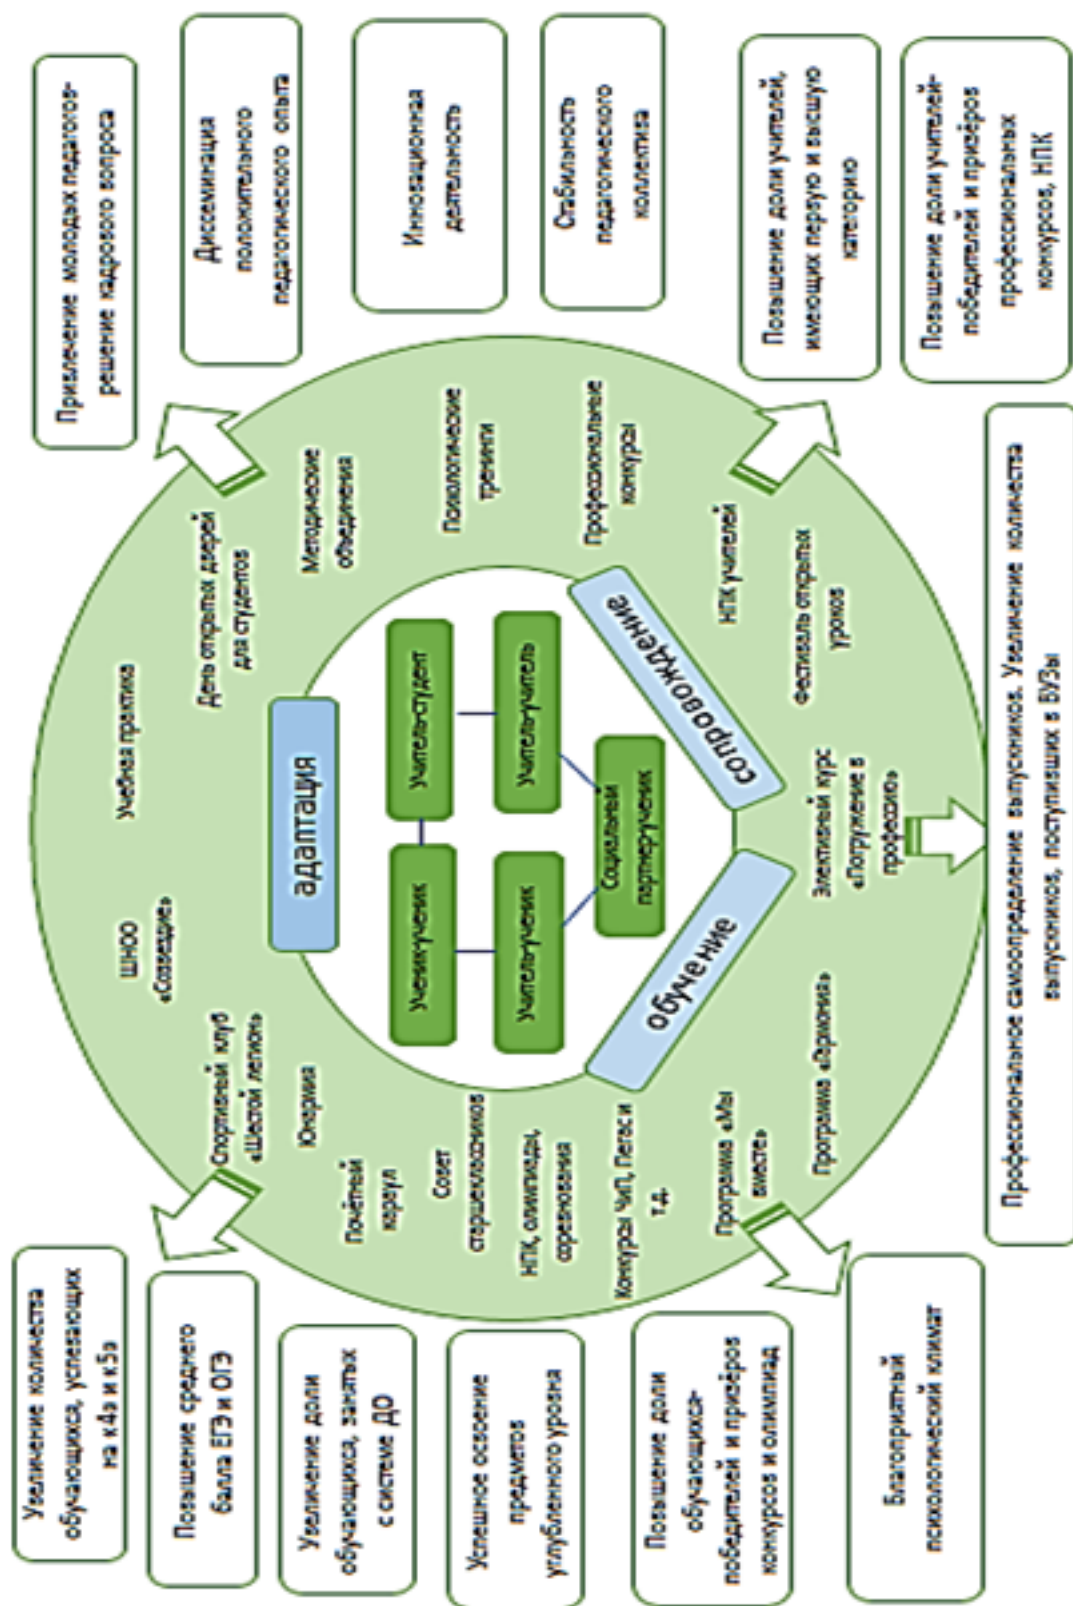 Увеличение количества
обучающихся, успевающих
на «4» и «5»
Повышение среднего
балла ЕГЭ и ОГЭ
Увеличение доли
обучающихся, занятых
с системе ДО
Успешное освоение
предметов
углубленного уровня
Повышение доли
обучающихся-
победителей и призёров
конкурсов и олимпиад
Благоприятный
психологический климат
Спортивный клуб
«Шестой легион»
Юнармия
Почётный
караул
Совет
старшеклассников
НПК, олимпиады,
соревнования
Конкурсы ЧиП, Пегас и
т.д.
Программа «Мы
вместе»
Программа «Гармония»
ШНОО
«Созвездие»
Учебная практика
День открытых дверей
для студентов
Методические
объединения
Психологические
тренинги
Профессиональные
конкурсы
НПК учителей
Фестиваль открытых
уроков
Элективный курс
«Погружение в
профессию»
адаптация
Ученик-ученик
Учитель-студент
Учитель-ученик
Учитель-учитель
Социальный
партнер-ученик
обучение
сопровождение
Привлечение молодых педагогов-
решение кадрового вопроса
Диссеминация
положительного
педагогического опыта
Инновационная
деятельность
Стабильность
педагогического
коллектива
Повышение доли учителей,
имеющих первую и высшую
категорию
Повышение доли учителей-
победителей и призёров
профессиональных
конкурсов, НПК
Профессиональное самоопределение выпускников. Увеличение количества
выпускников, поступивших в ВУЗы